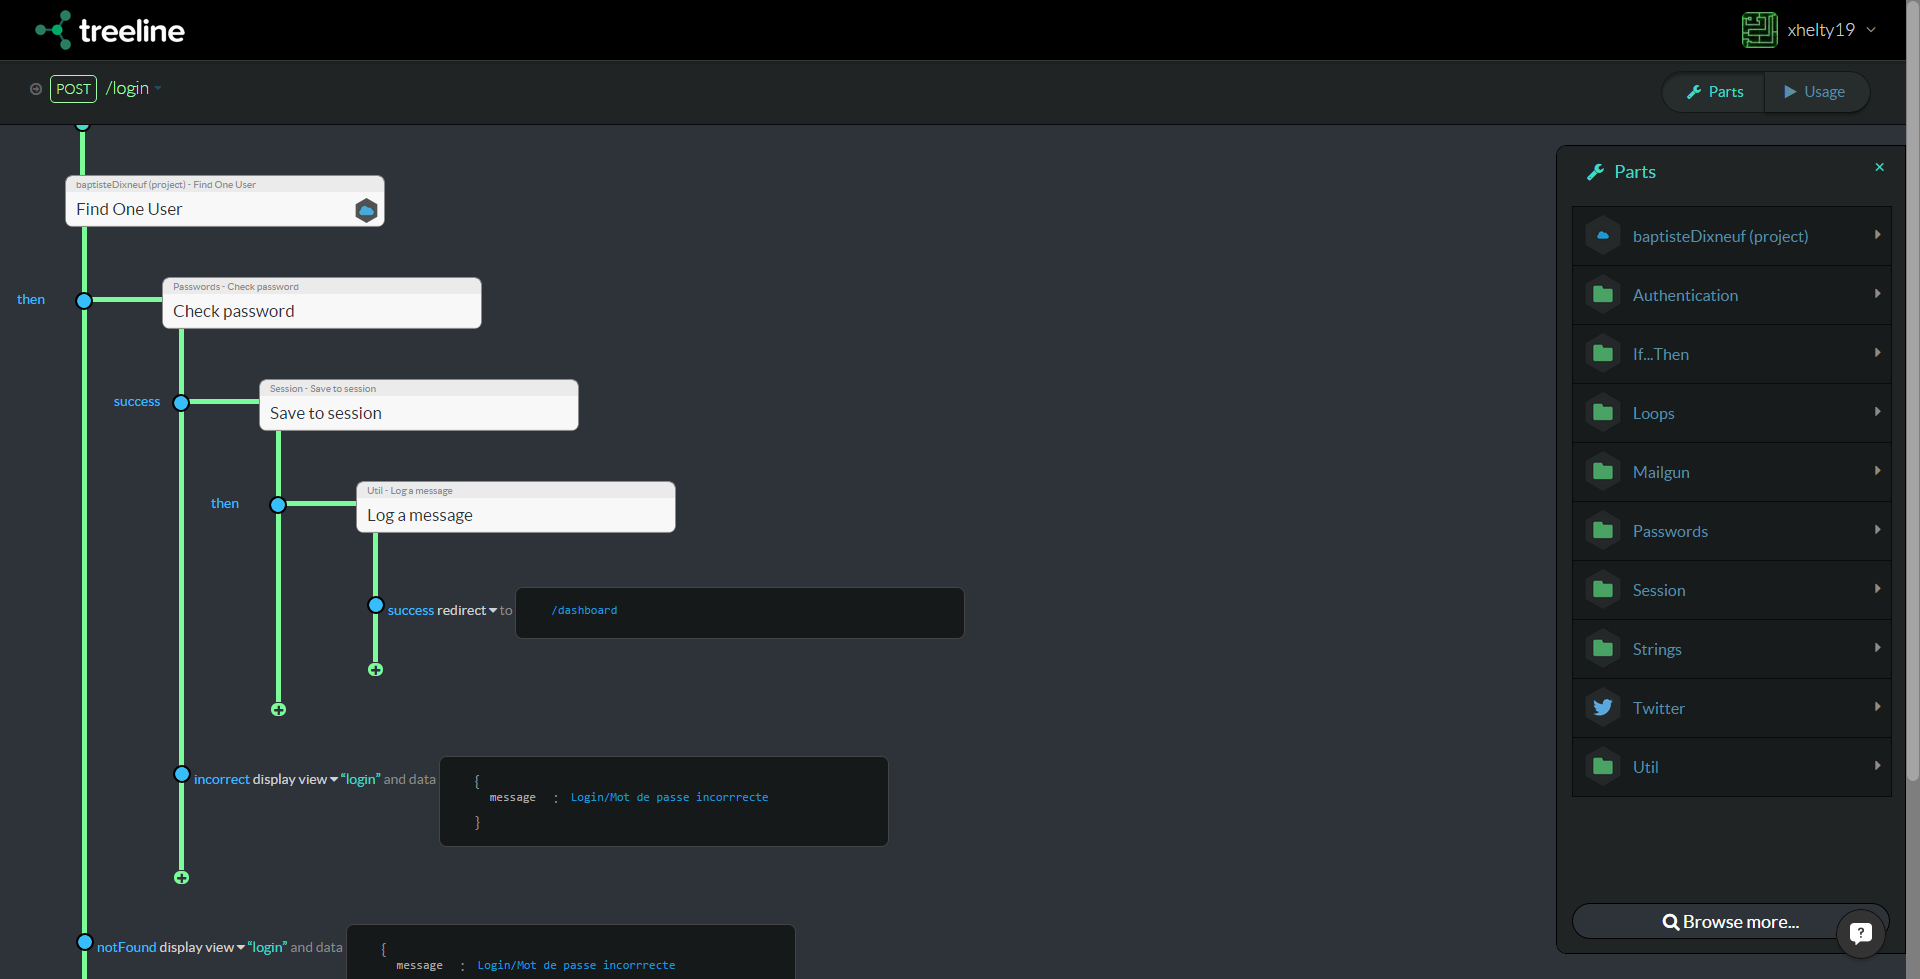 treeline
xhelty19
POST /login
Parts
Usage
baptisteDixneuf (project) - Find One User
Find One User
then
Passwords - Check password
Check password
success
Session - Save to session
Save to session
then
Util - Log a message
Log a message
success redirect to
/dashboard
incorrect display view “login” and data
{
message : Login/Mot de passe incorrrecte
}
notFound display view “login” and data
{
message : Login/Mot de passe incorrrecte
Parts
×
baptisteDixneuf (project)
Authentication
If...Then
Loops
Mailgun
Passwords
Session
Strings
Twitter
Util
Browse more...
?